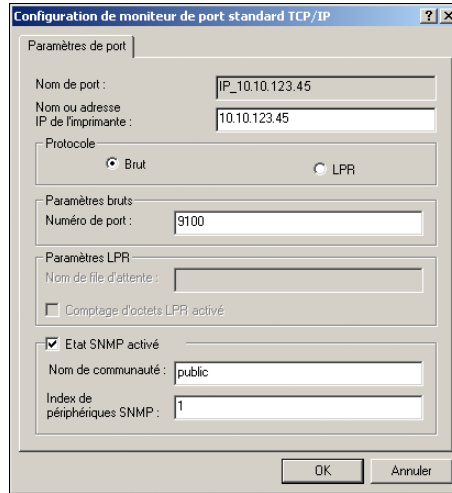 Configuration de moniteur de port standard TCP/IP
Paramètres de port
Nom de port :
IP_10.10.123.45
Nom ou adresse
IP de l'imprimante :
10.10.123.45
Protocole
Brut
LPR
Paramètres bruts
Numéro de port :
9100
Paramètres LPR
Nom de file d'attente :
Comptage d'octets LPR activé
Etat SNMP activé
Nom de communauté :
public
Index de
périphériques SNMP :
1
OK
Annuler